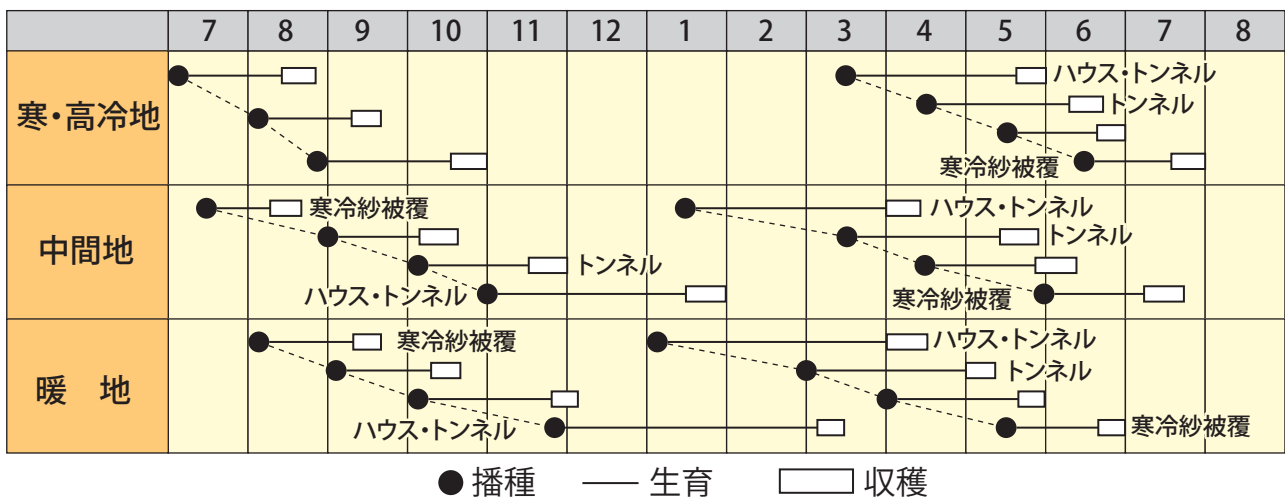 7 8 9 10 11 12 1 2 3 4 5 6 7 8
寒・高冷地
ハウス・トンネル
トンネル
寒冷紗被覆
中間地
寒冷紗被覆
トンネル
ハウス・トンネル
ハウス・トンネル
トンネル
寒冷紗被覆
暖 地
寒冷紗被覆
ハウス・トンネル
ハウス・トンネル
トンネル
寒冷紗被覆
播種 生育 収穫